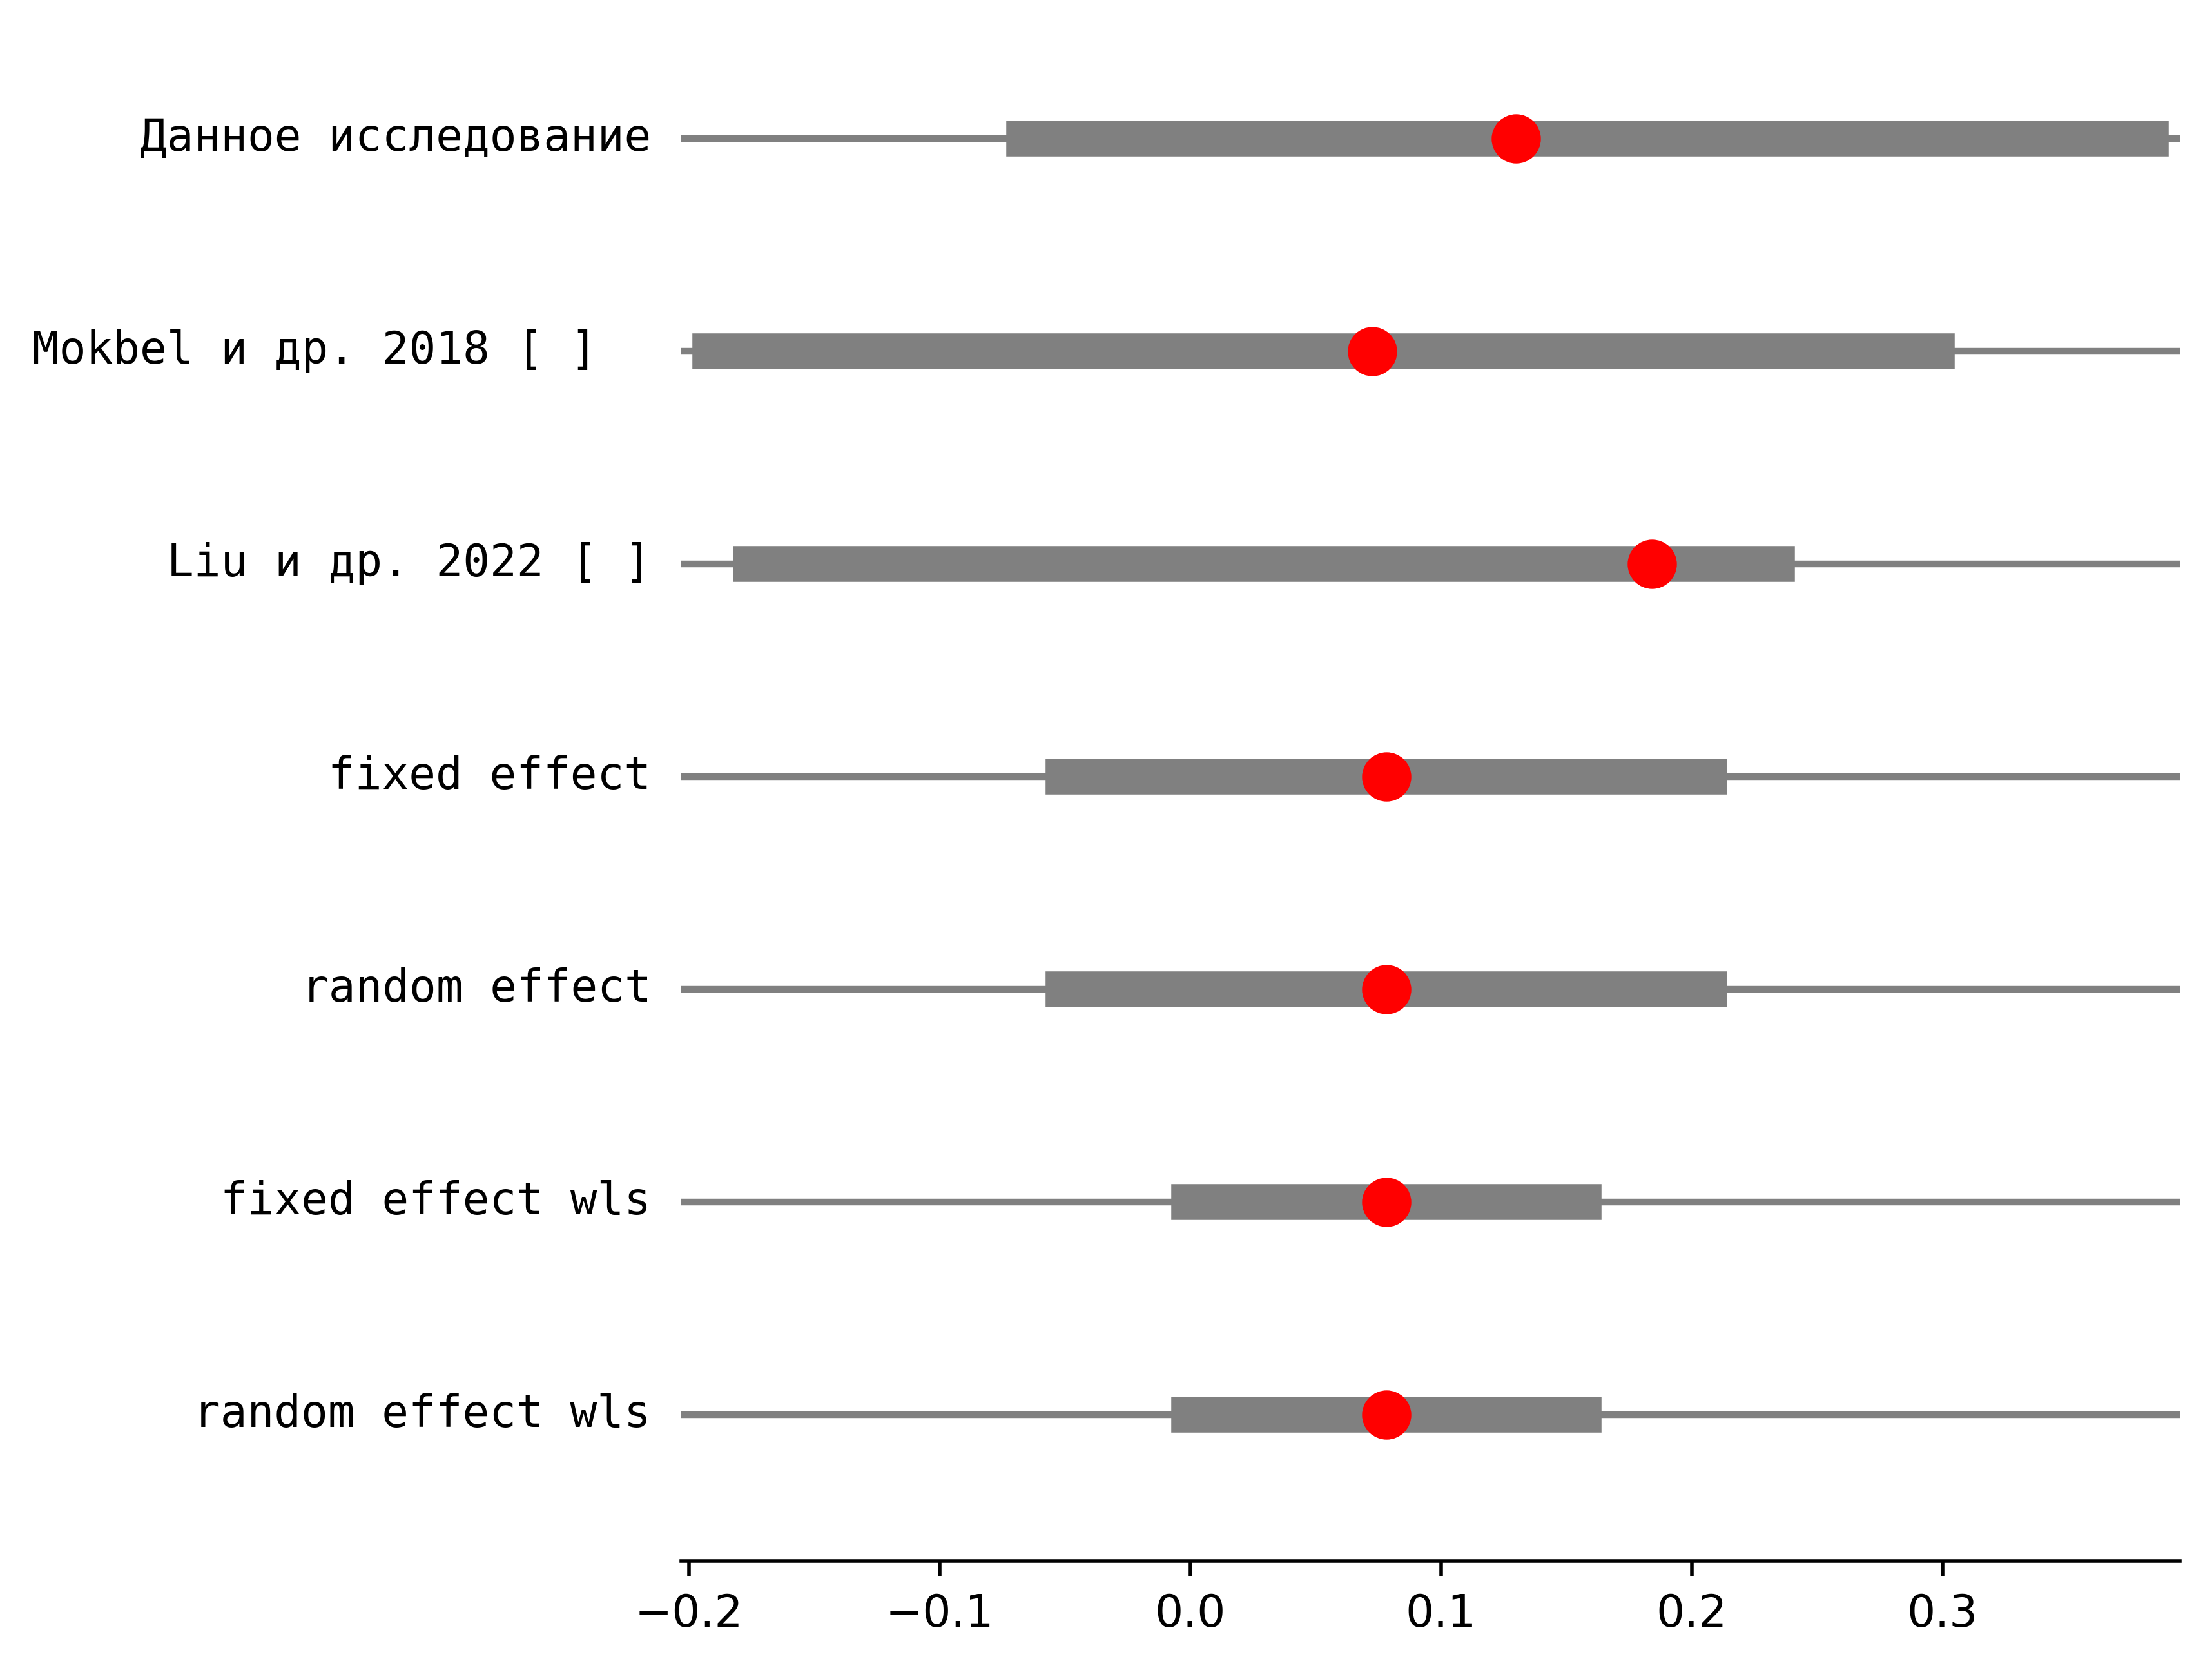 Данное исследование
Mokbel и др. 2018 [ ]
Liu и др. 2022 [ ]
fixed effect
random effect
fixed effect wls
random effect wls
−0.2 −0.1 0.0 0.1 0.2 0.3